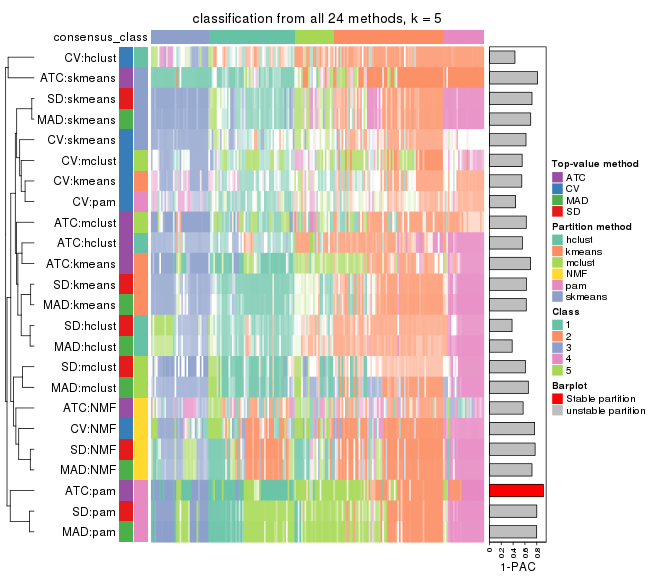 classification from all 24 methods, k = 5
consensus_class
CV:hclust
ATC:skmeans
SD:skmeans
MAD:skmeans
CV:skmeans
CV:mclust
CV:kmeans
CV:pam
ATC:mclust
ATC:hclust
ATC:kmeans
SD:kmeans
MAD:kmeans
SD:hclust
MAD:hclust
SD:mclust
MAD:mclust
ATC:NMF
CV:NMF
SD:NMF
MAD:NMF
ATC:pam
SD:pam
MAD:pam
0
0.2
0.4
0.6
0.8
1-PAC
Top-value method
ATC
CV
MAD
SD
Partition method
hclust
kmeans
mclust
NMF
pam
skmeans
Class
1
2
3
4
5
Barplot
Stable partition
unstable partition